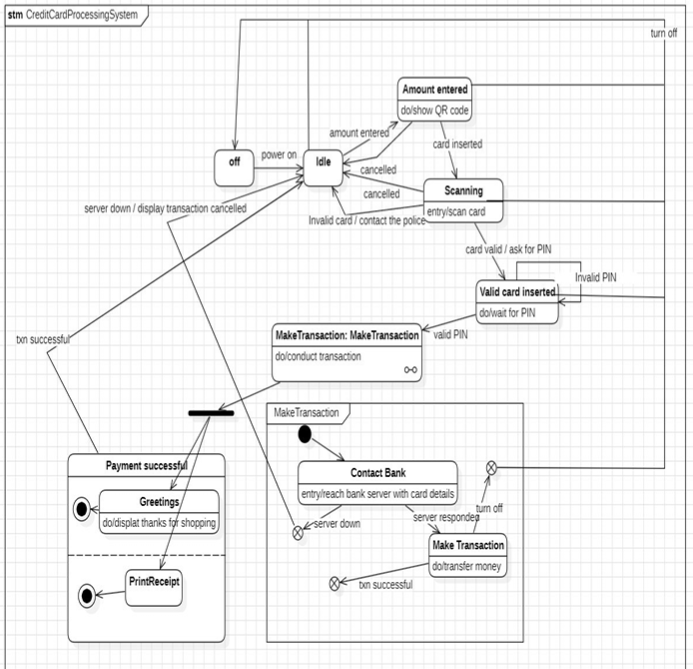 stm CreditCardProcessingSystem
turn off
Amount entered
do/show QR code
amount entered
card inserted
off
power on
Idle
cancelled
Scanning
cancelled
entry/scan card
server down / display transaction cancelled
Invalid card / contact the police
card valid / ask for PIN
Invalid PIN
Valid card inserted
do/wait for PIN
MakeTransaction: MakeTransaction
valid PIN
txn successful
do/conduct transaction
MakeTransaction
Payment successful
Contact Bank
entry/reach bank server with card details
Greetings
turn off
server down
server responded
do/displat thanks for shopping
Make Transaction
do/transfer money
PrintReceipt
txn successful